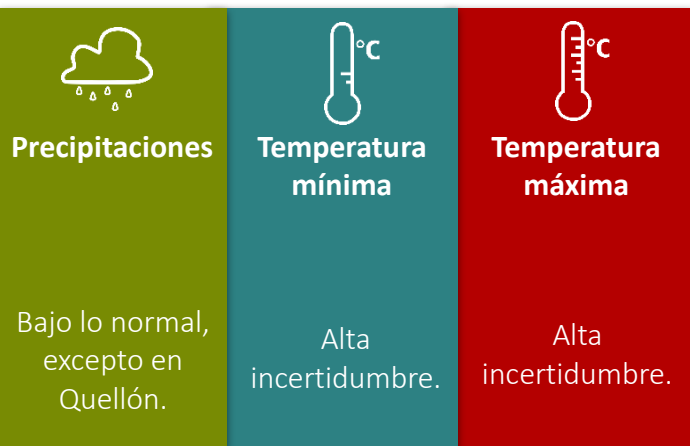 Precipitaciones
Bajo lo normal,
excepto en
Quellón.
°C
Temperatura
mínima
Alta
incertidumbre.
°C
Temperatura
máxima
Alta
incertidumbre.